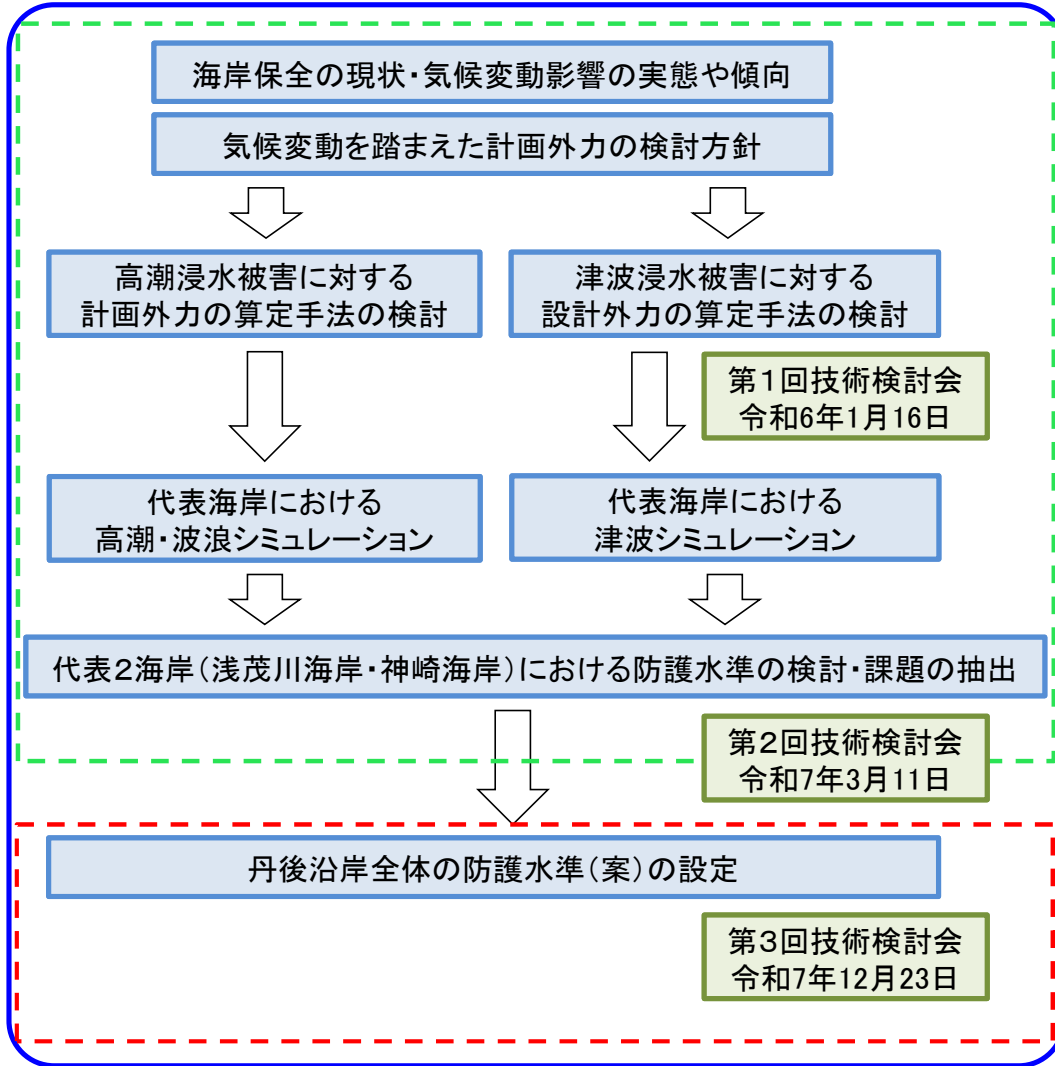 海岸保全の現状・気候変動影響の実態や傾向
気候変動を踏まえた計画外力の検討方針
高潮浸水被害に対する
計画外力の算定手法の検討
津波浸水被害に対する
設計外力の算定手法の検討
第1回技術検討会
令和6年1月16日
代表海岸における
高潮・波浪シミュレーション
代表海岸における
津波シミュレーション
代表2海岸(浅茂川海岸・神崎海岸)における防護水準の検討・課題の抽出
第2回技術検討会
令和7年3月11日
丹後沿岸全体の防護水準(案)の設定
第3回技術検討会
令和7年12月23日